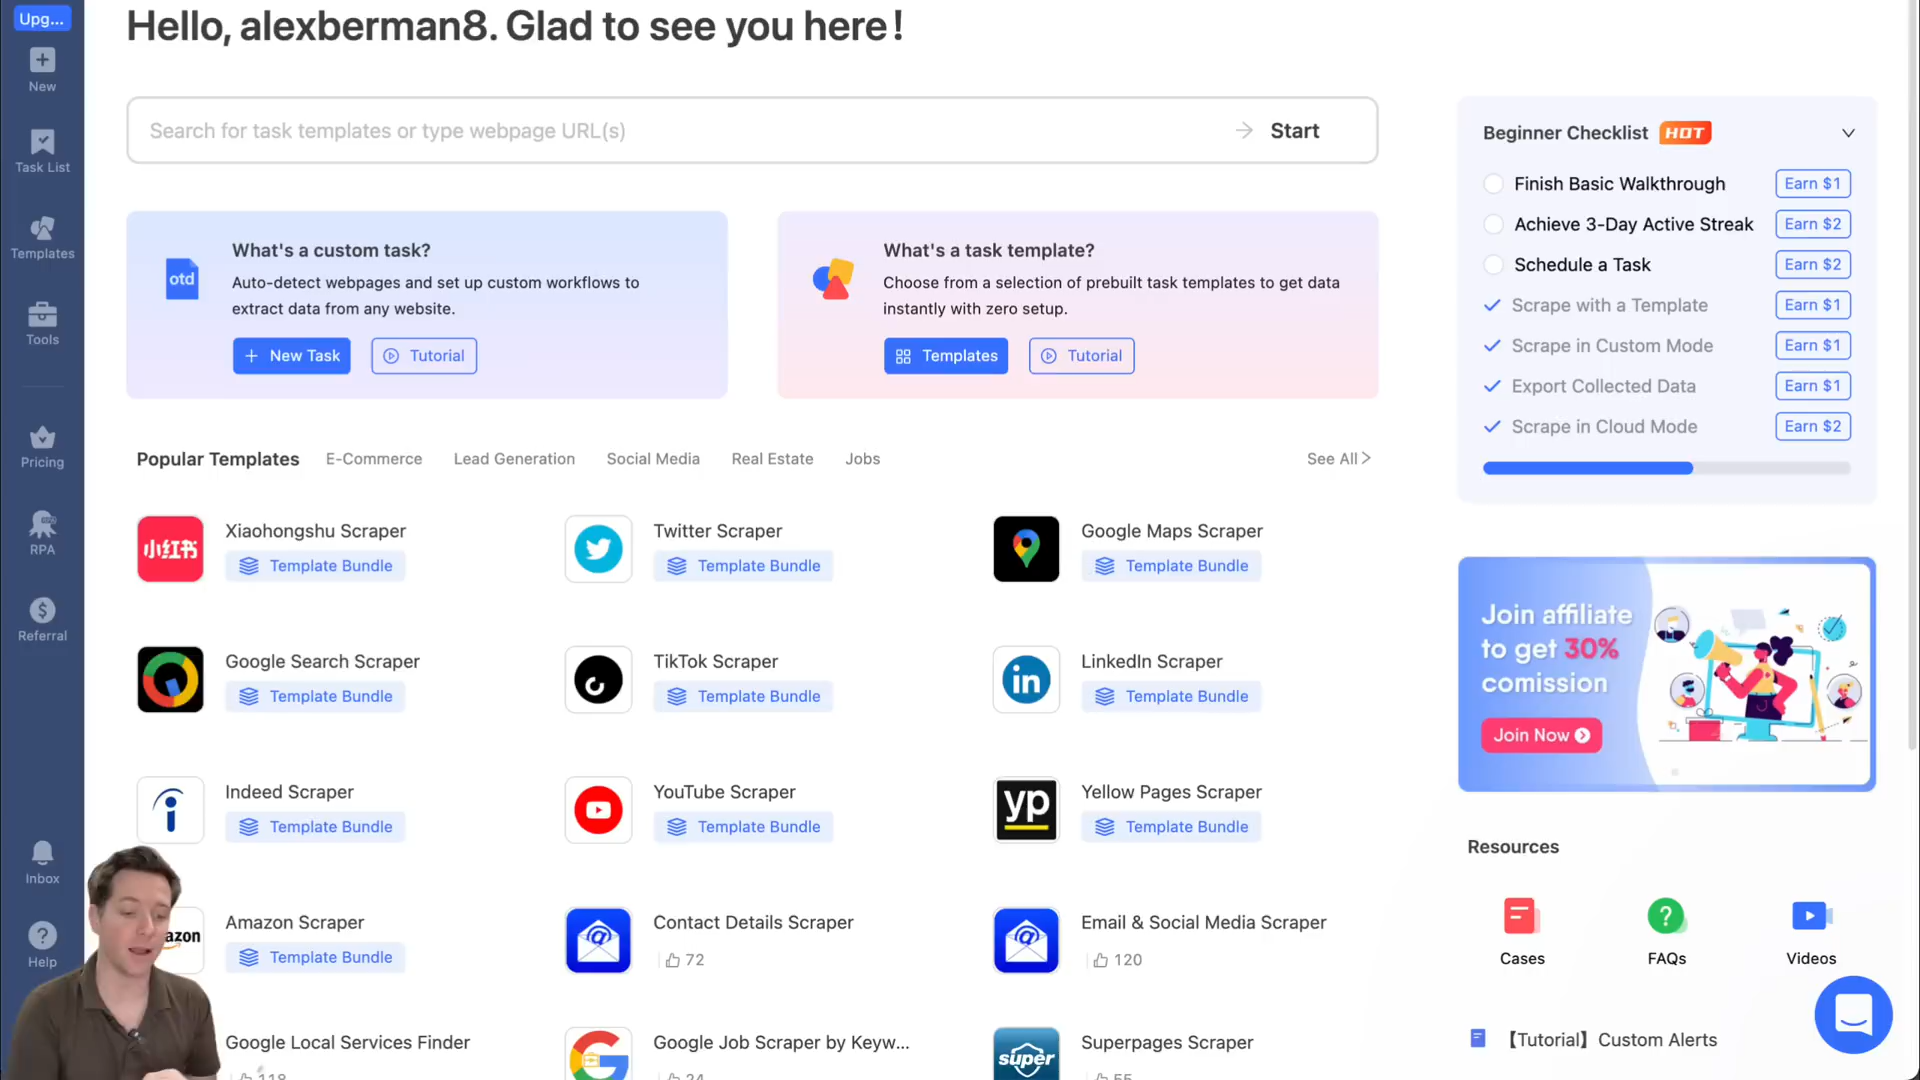 Upg...
New
Task List
Templates
Tools
Pricing
RPA
Referral
Inbox
Help
Hello, alexberman8. Glad to see you here!
Search for task templates or type webpage URL(s)
Start
otd
What's a custom task?
Auto-detect webpages and set up custom workflows to
extract data from any website.
New Task
Tutorial
What's a task template?
Choose from a selection of prebuilt task templates to get data
instantly with zero setup.
Templates
Tutorial
Popular Templates
E-Commerce
Lead Generation
Social Media
Real Estate
Jobs
See All
小红书
Xiaohongshu Scraper
Template Bundle
Twitter Scraper
Template Bundle
Google Maps Scraper
Template Bundle
Google Search Scraper
Template Bundle
TikTok Scraper
Template Bundle
in
LinkedIn Scraper
Template Bundle
Indeed Scraper
Template Bundle
YouTube Scraper
Template Bundle
yp
Yellow Pages Scraper
Template Bundle
azon
Amazon Scraper
Template Bundle
Contact Details Scraper
72
Email & Social Media Scraper
120
Google Local Services Finder
118
Google Job Scraper by Keyw...
24
super
Superpages Scraper
55
Beginner Checklist HOT
Finish Basic Walkthrough Earn $1
Achieve 3-Day Active Streak Earn $2
Schedule a Task Earn $2
Scrape with a Template Earn $1
Scrape in Custom Mode Earn $1
Export Collected Data Earn $1
Scrape in Cloud Mode Earn $2
Join affiliate
to get 30%
comission
Join Now
Resources
Cases
FAQs
Videos
【Tutorial】Custom Alerts